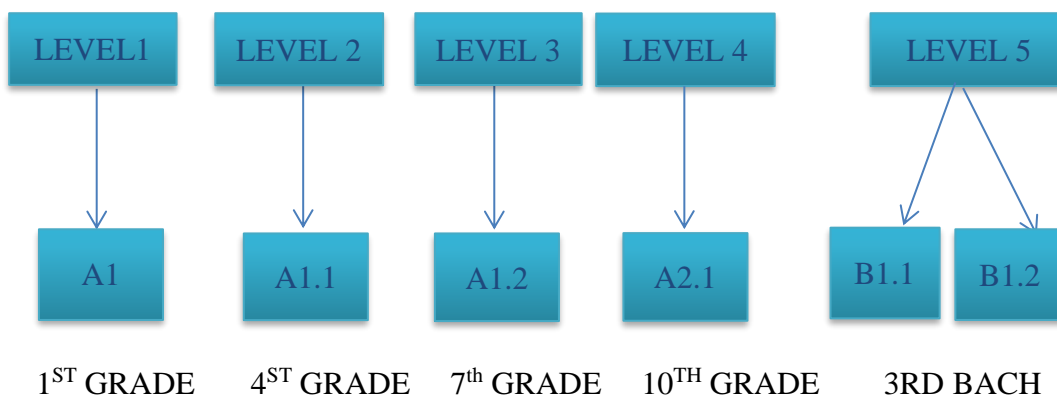 LEVEL1 LEVEL 2 LEVEL 3 LEVEL 4 LEVEL 5
A1 A1.1 A1.2 A2.1 B1.1 B1.2
1ST GRADE 4ST GRADE 7th GRADE 10TH GRADE 3RD BACH